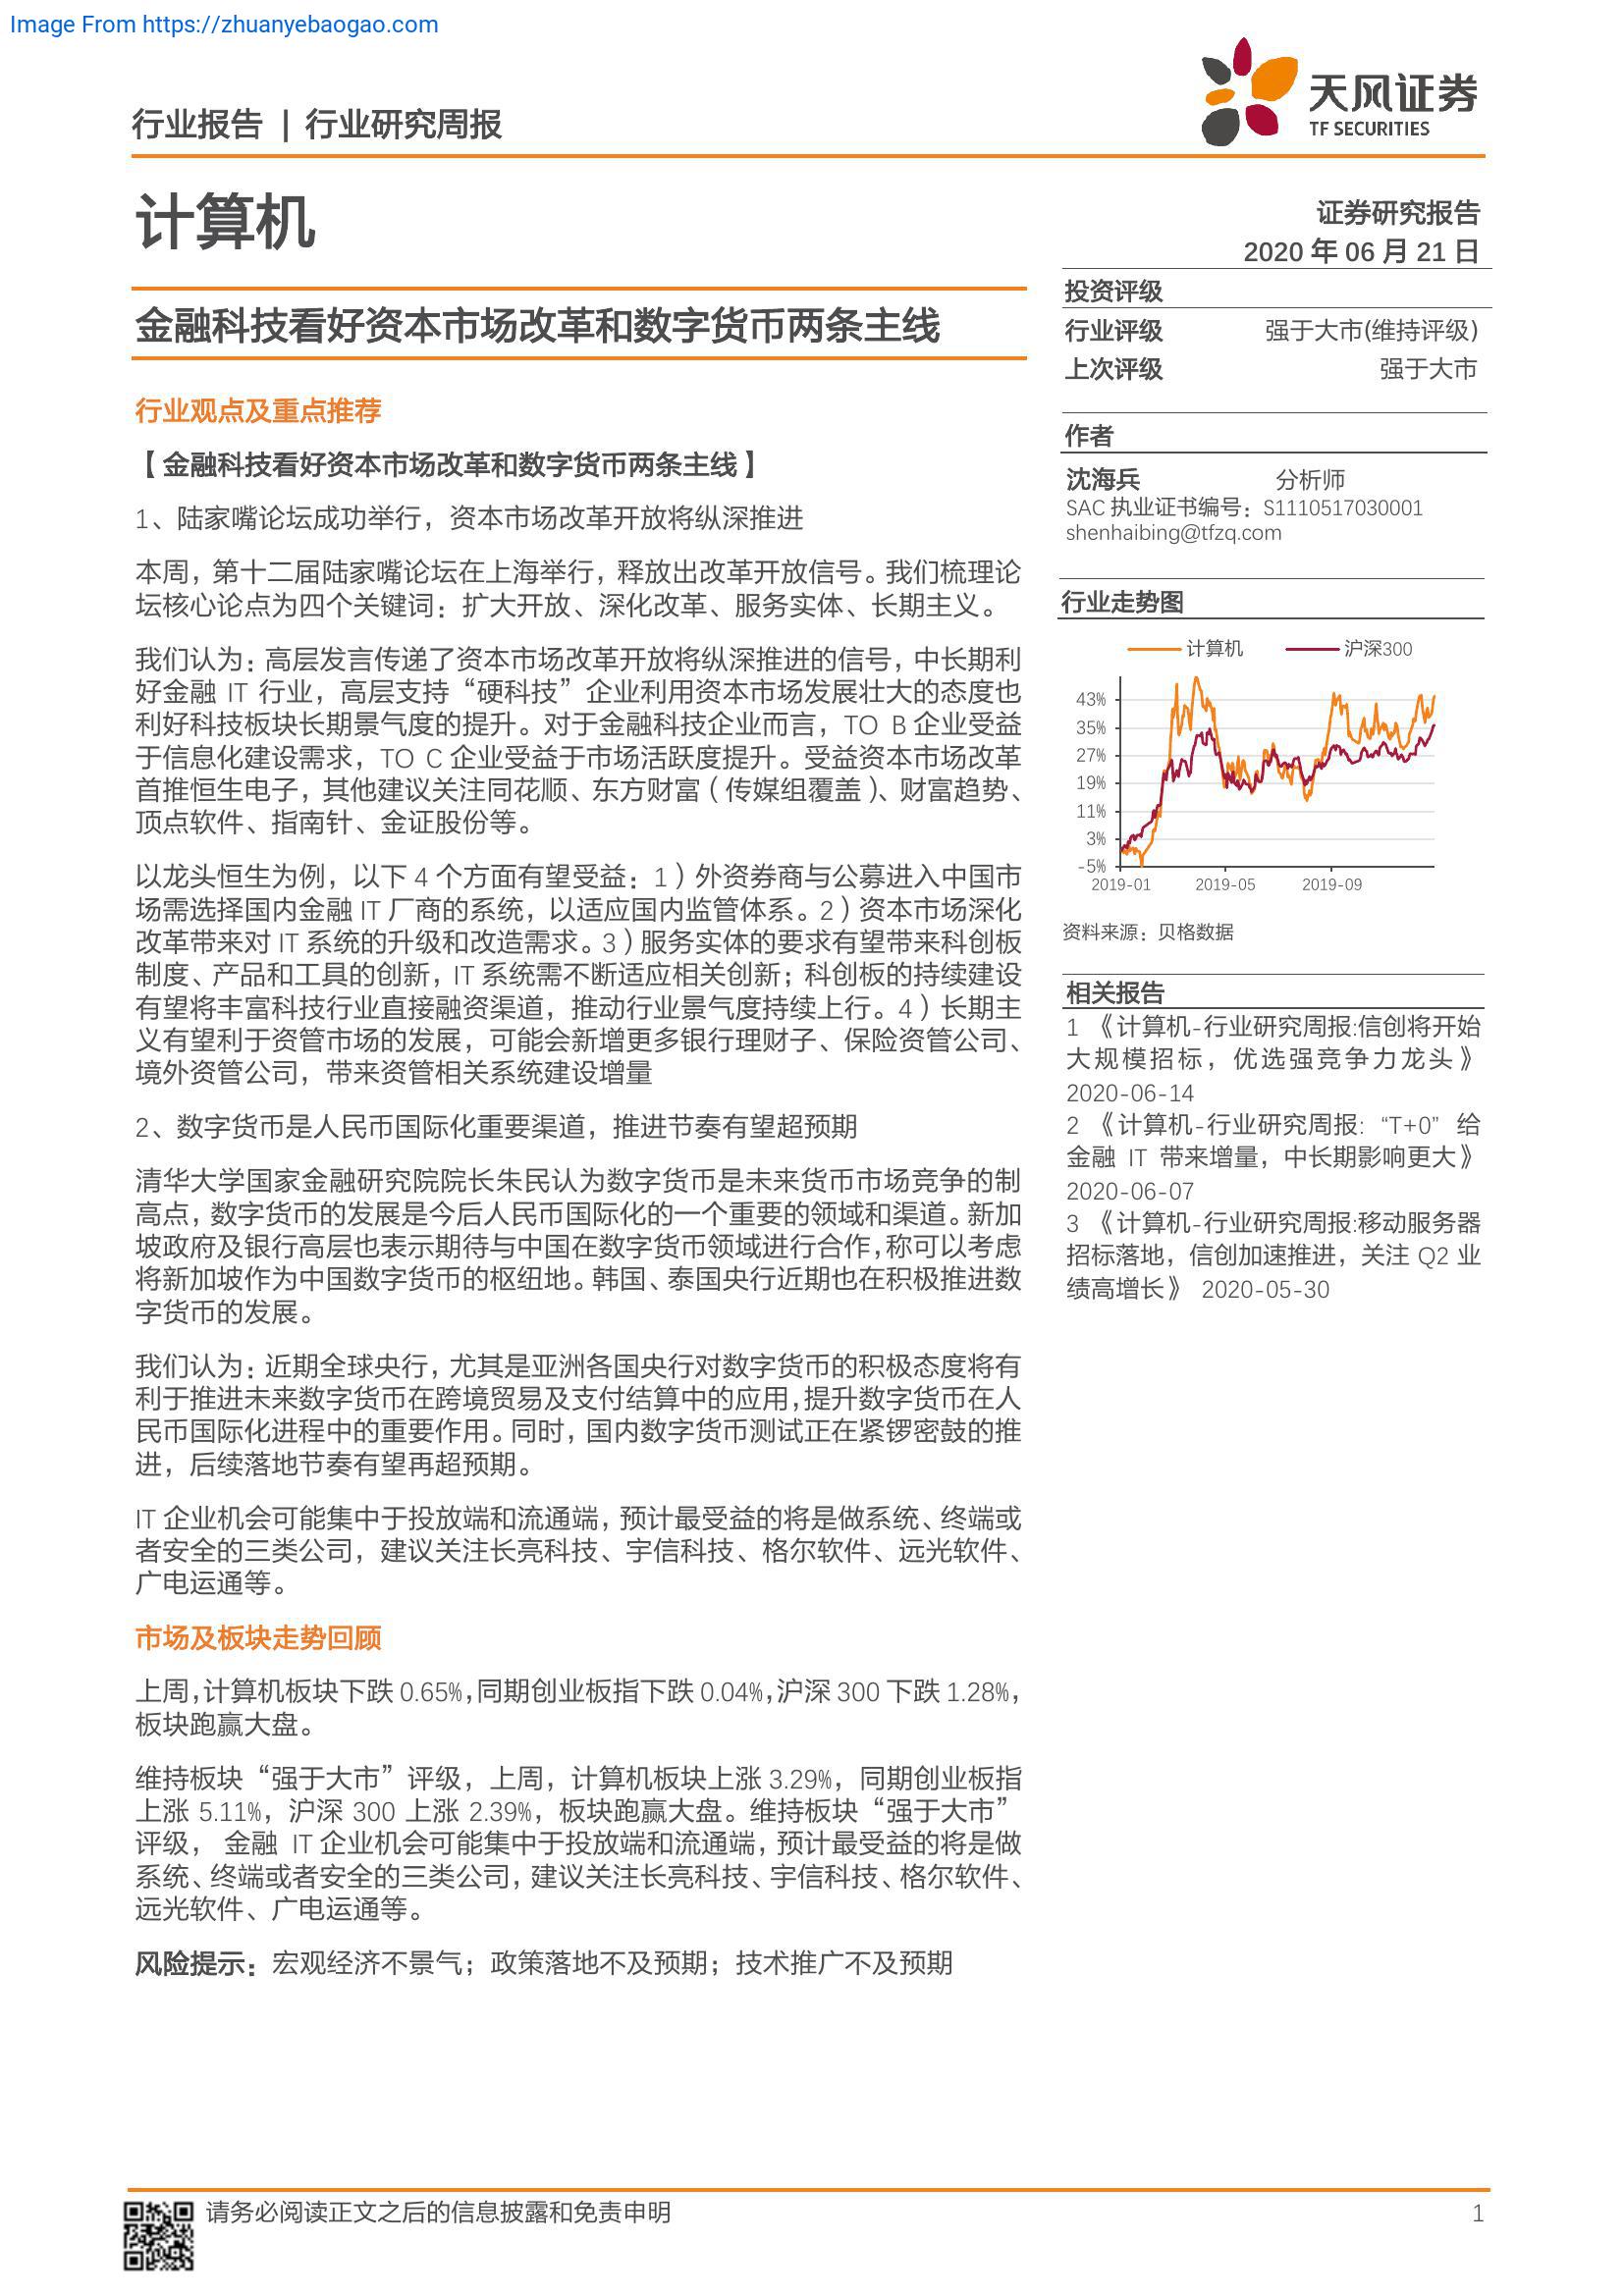 Image From https://zhuanyebaogao.com
行业报告 | 行业研究周报
天风证券
TF SECURITIES
计算机
证券研究报告
2020 年 06 月 21 日
金融科技看好资本市场改革和数字货币两条主线
投资评级
行业评级 强于大市(维持评级)
上次评级 强于大市
行业观点及重点推荐
【金融科技看好资本市场改革和数字货币两条主线】
1、陆家嘴论坛成功举行，资本市场改革开放将纵深推进
本周，第十二届陆家嘴论坛在上海举行，释放出改革开放信号。我们梳理论
坛核心论点为四个关键词：扩大开放、深化改革、服务实体、长期主义。
我们认为：高层发言传递了资本市场改革开放将纵深推进的信号，中长期利
好金融 IT 行业，高层支持“硬科技”企业利用资本市场发展壮大的态度也
利好科技板块长期景气度的提升。对于金融科技企业而言，TO B 企业受益
于信息化建设需求，TO C 企业受益于市场活跃度提升。受益资本市场改革
首推恒生电子，其他建议关注同花顺、东方财富（传媒组覆盖）、财富趋势、
顶点软件、指南针、金证股份等。
以龙头恒生为例，以下 4 个方面有望受益：1）外资券商与公募进入中国市
场需选择国内金融 IT 厂商的系统，以适应国内监管体系。2）资本市场深化
改革带来对 IT 系统的升级和改造需求。3）服务实体的要求有望带来科创板
制度、产品和工具的创新，IT 系统需不断适应相关创新；科创板的持续建设
有望将丰富科技行业直接融资渠道，推动行业景气度持续上行。4）长期主
义有望利于资管市场的发展，可能会新增更多银行理财子、保险资管公司、
境外资管公司，带来资管相关系统建设增量
2、数字货币是人民币国际化重要渠道，推进节奏有望超预期
清华大学国家金融研究院院长朱民认为数字货币是未来货币市场竞争的制
高点，数字货币的发展是今后人民币国际化的一个重要的领域和渠道。新加
坡政府及银行高层也表示期待与中国在数字货币领域进行合作，称可以考虑
将新加坡作为中国数字货币的枢纽地。韩国、泰国央行近期也在积极推进数
字货币的发展。
我们认为：近期全球央行，尤其是亚洲各国央行对数字货币的积极态度将有
利于推进未来数字货币在跨境贸易及支付结算中的应用，提升数字货币在人
民币国际化进程中的重要作用。同时，国内数字货币测试正在紧锣密鼓的推
进，后续落地节奏有望再超预期。
IT 企业机会可能集中于投放端和流通端，预计最受益的将是做系统、终端或
者安全的三类公司，建议关注长亮科技、宇信科技、格尔软件、远光软件、
广电运通等。
市场及板块走势回顾
上周，计算机板块下跌 0.65%，同期创业板指下跌 0.04%，沪深 300 下跌 1.28%，
板块跑赢大盘。
维持板块“强于大市”评级，上周，计算机板块上涨 3.29%，同期创业板指
上涨 5.11%，沪深 300 上涨 2.39%，板块跑赢大盘。维持板块“强于大市”
评级， 金融 IT 企业机会可能集中于投放端和流通端，预计最受益的将是做
系统、终端或者安全的三类公司，建议关注长亮科技、宇信科技、格尔软件、
远光软件、广电运通等。
风险提示：宏观经济不景气；政策落地不及预期；技术推广不及预期
作者
沈海兵 分析师
SAC 执业证书编号：S1110517030001
shenhaibing@tfzq.com
行业走势图
计算机 沪深300
43%
35%
27%
19%
11%
3%
-5%
2019-01 2019-05 2019-09
资料来源：贝格数据
相关报告
1 《计算机-行业研究周报:信创将开始
大规模招标，优选强竞争力龙头》
2020-06-14
2 《计算机-行业研究周报：“T+0” 给
金融 IT 带来增量，中长期影响更大》
2020-06-07
3 《计算机-行业研究周报:移动服务器
招标落地，信创加速推进，关注 Q2 业
绩高增长》 2020-05-30
请务必阅读正文之后的信息披露和免责申明 1